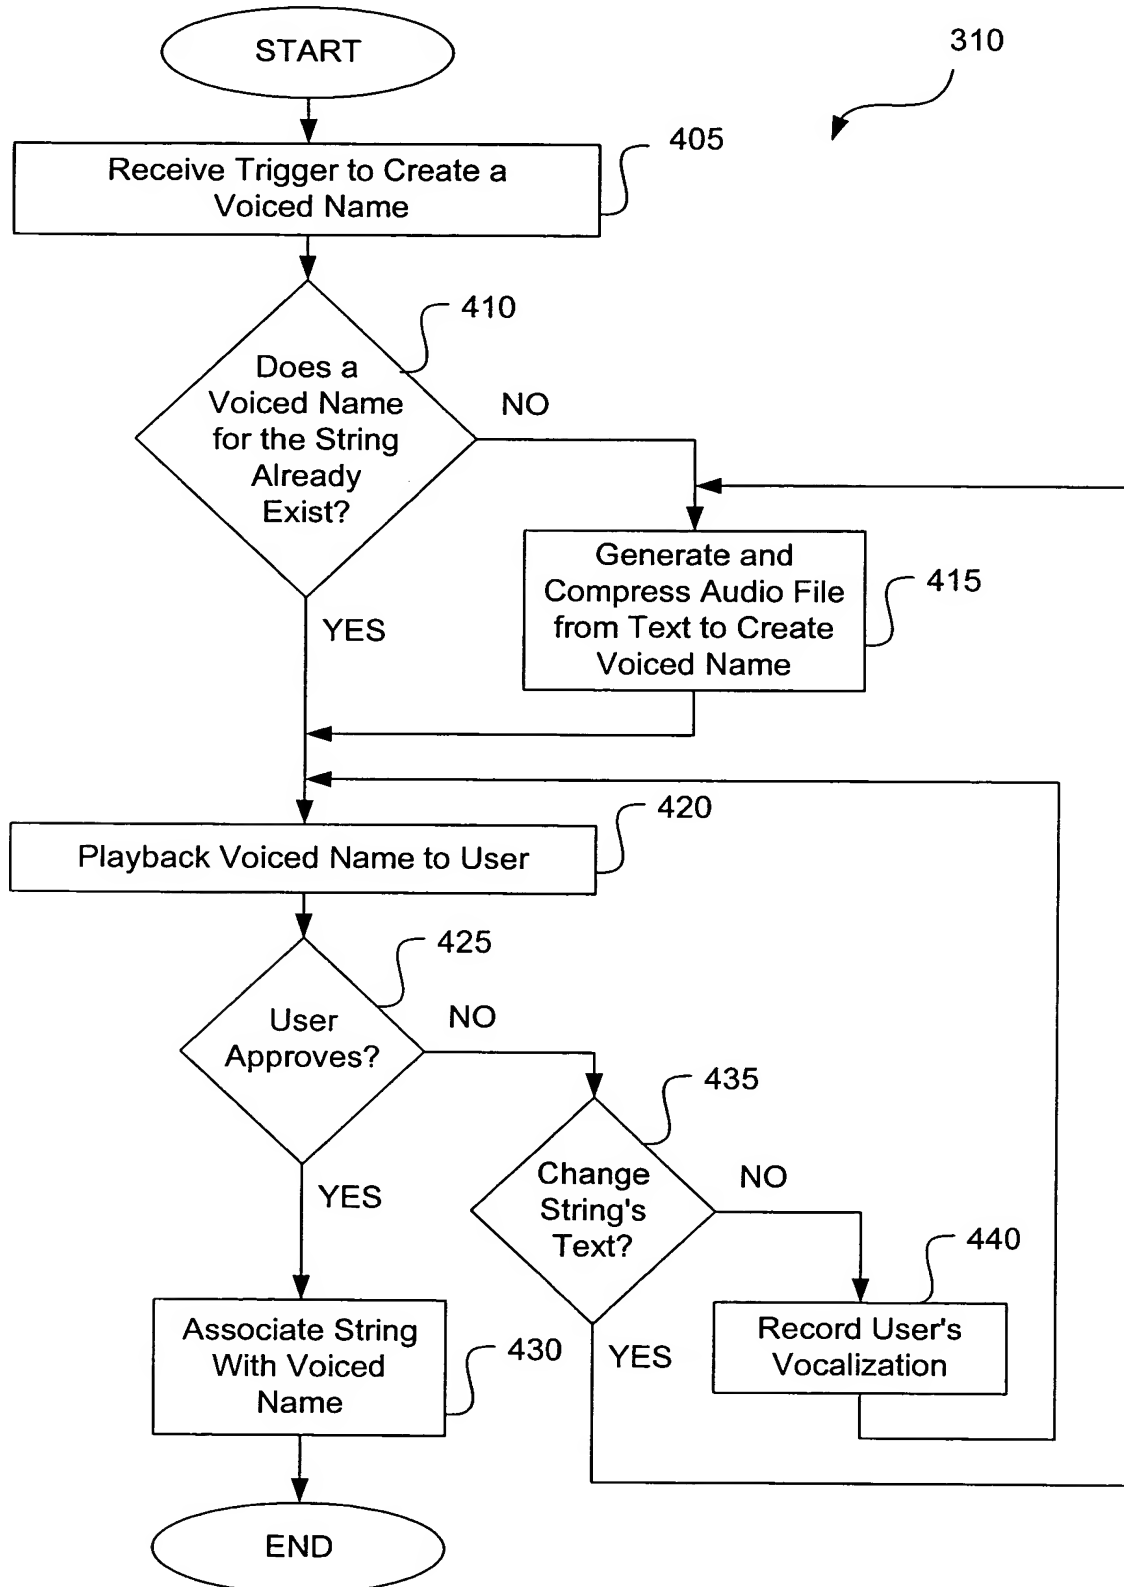 START
310
Receive Trigger to Create a
Voiced Name
405
410
Does a
Voiced Name
for the String
Already
Exist?
NO
YES
Generate and
Compress Audio File
from Text to Create
Voiced Name
415
420
Playback Voiced Name to User
425
User
Approves?
NO
YES
435
Change
String's
Text?
NO
YES
440
Record User's
Vocalization
Associate String
With Voiced
Name
430
END